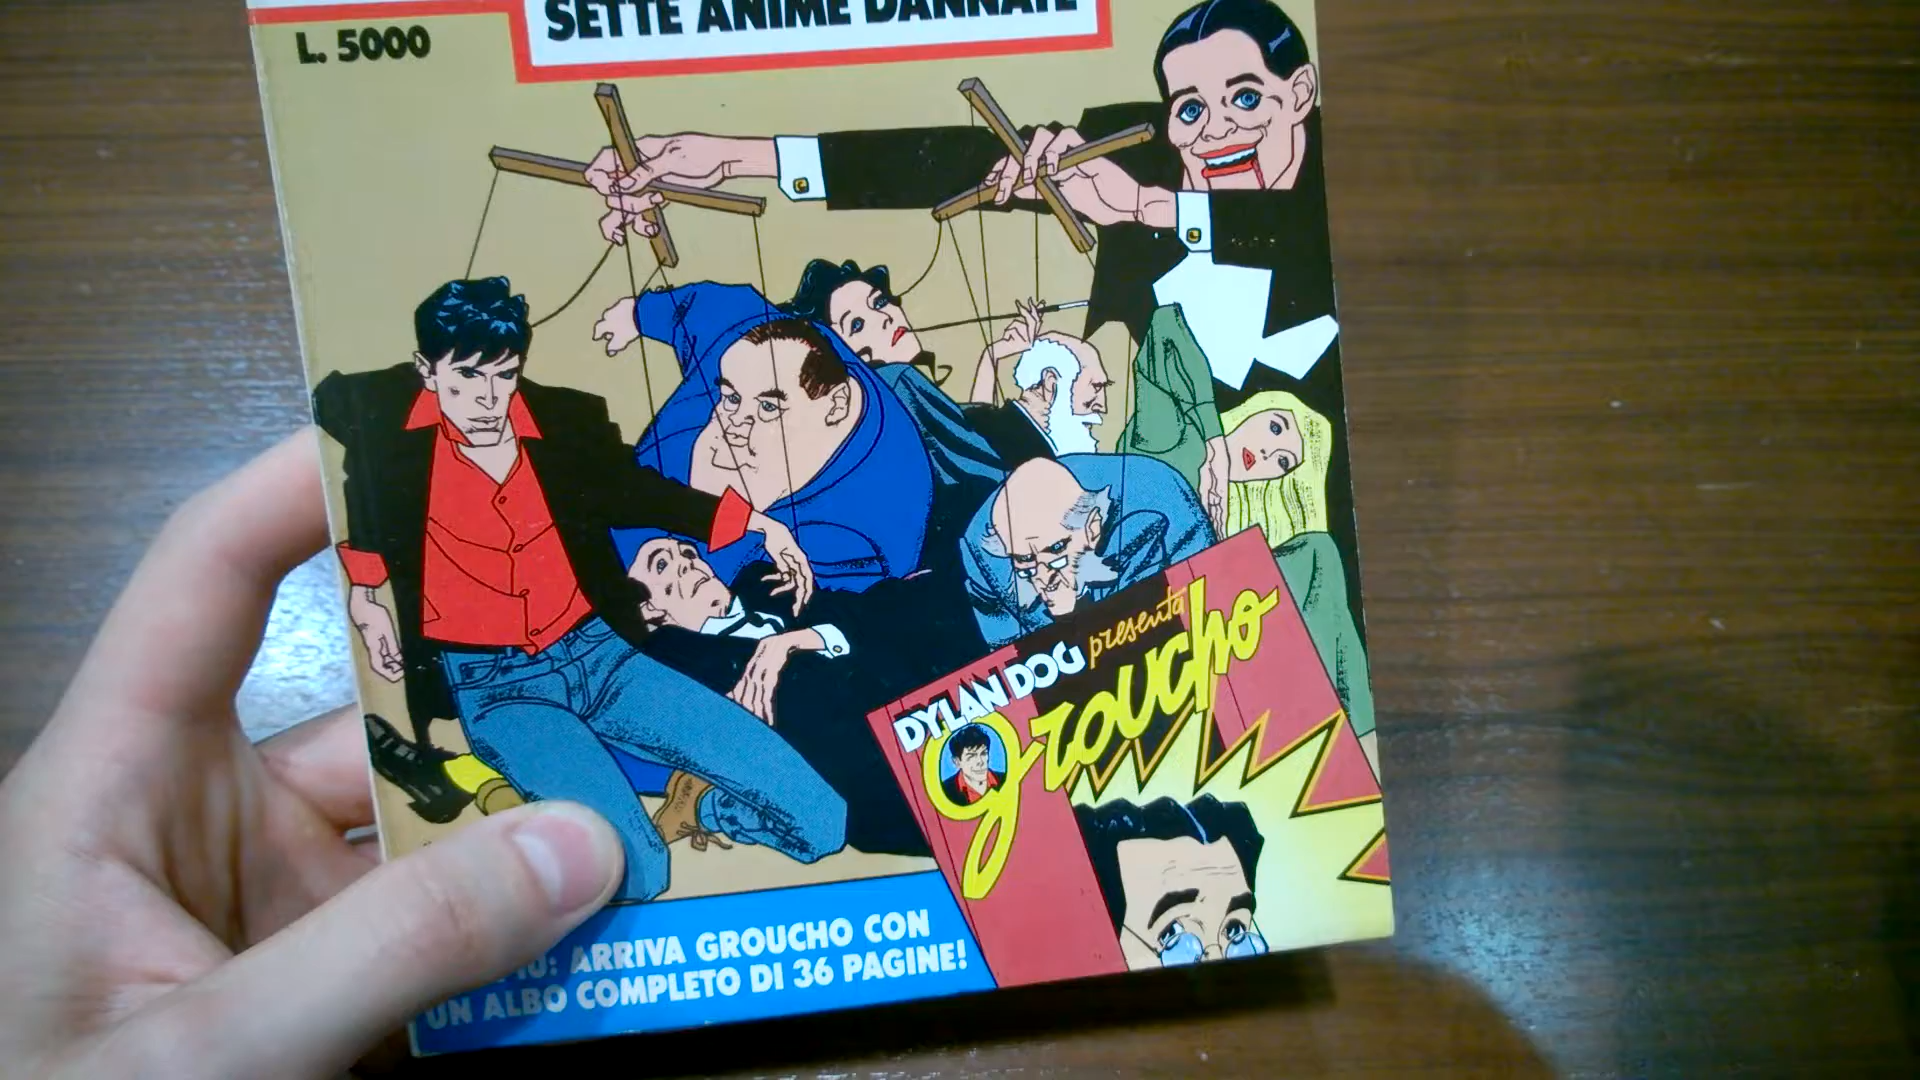 SETTE ANIME DANNATE
L. 5000
DYLAN DOG presenta
Groucho
ARRIVA GROUCHO CON
UN ALBO COMPLETO DI 36 PAGINE!